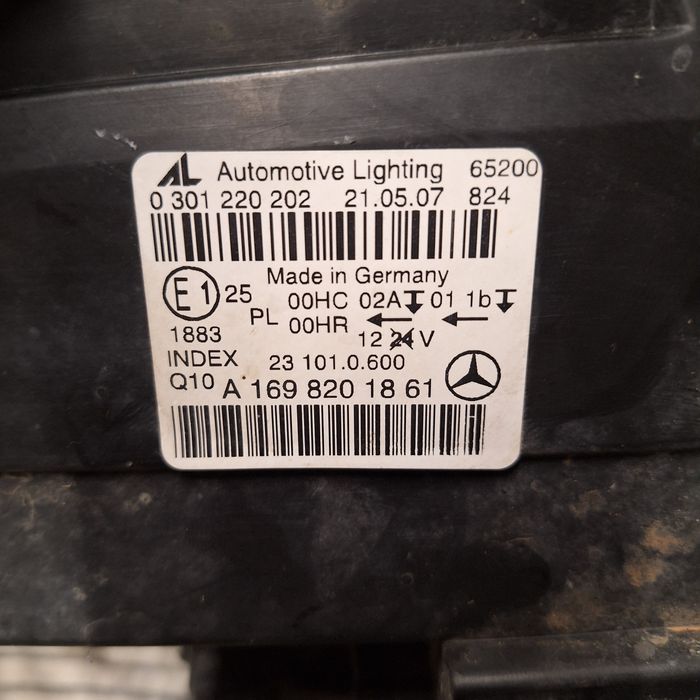 AL Automotive Lighting 65200
0 301 220 202 21.05.07 824
Made in Germany
E1 25 00HC 02A 01 1b
PL 00HR
1883 12 24 V
INDEX 23 101.0.600
Q10 A 169 820 18 61